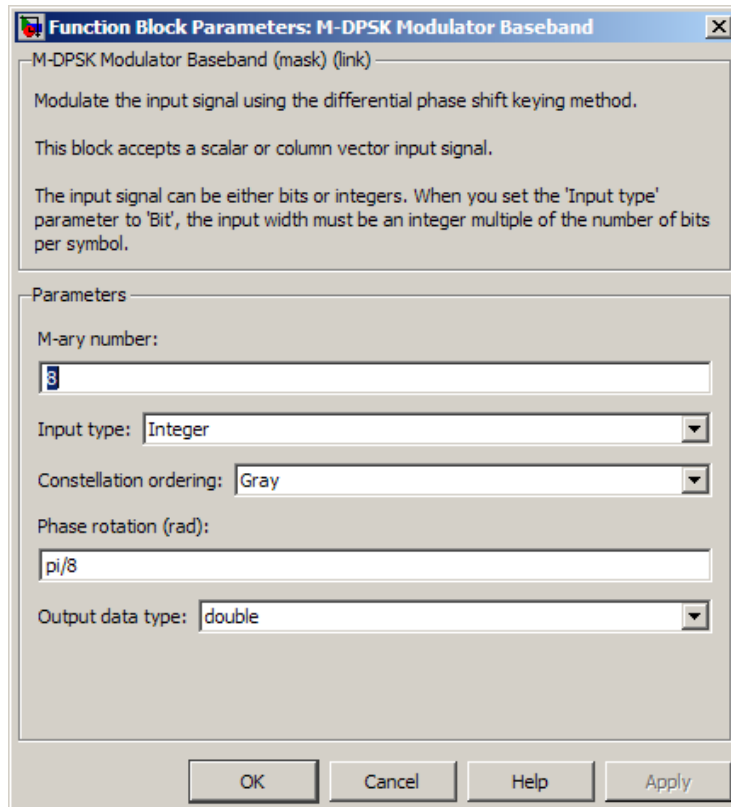 Function Block Parameters: M-DPSK Modulator Baseband
M-DPSK Modulator Baseband (mask) (link)
Modulate the input signal using the differential phase shift keying method.
This block accepts a scalar or column vector input signal.
The input signal can be either bits or integers. When you set the 'Input type'
parameter to 'Bit', the input width must be an integer multiple of the number of bits
per symbol.
Parameters
M-ary number:
8
Input type: Integer
Constellation ordering: Gray
Phase rotation (rad):
pi/8
Output data type: double
OK Cancel Help Apply